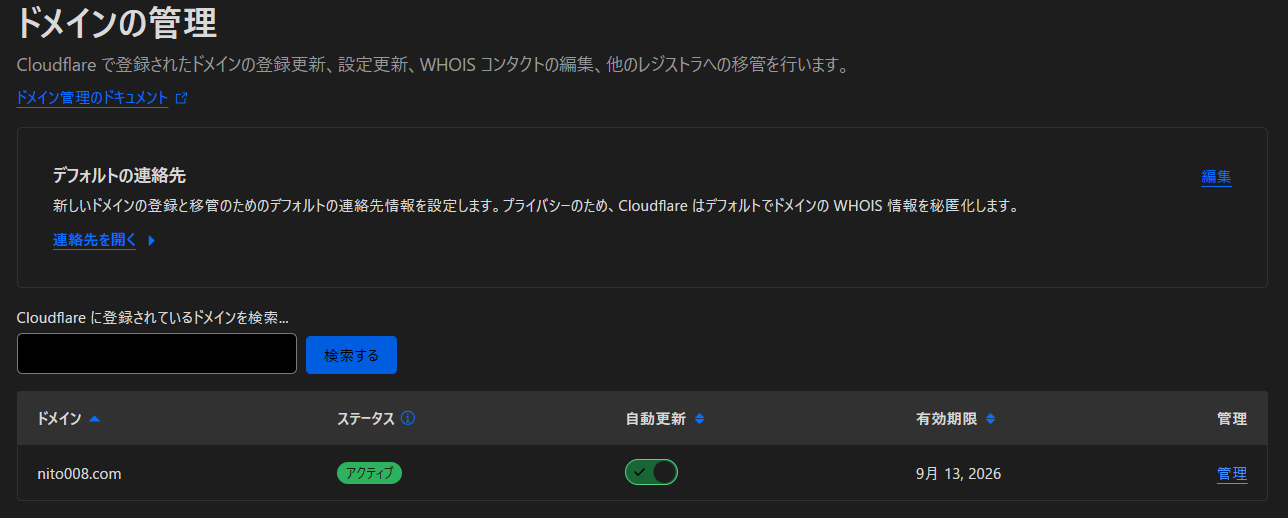 ドメインの管理
Cloudflare で登録されたドメインの登録更新、設定更新、WHOIS コンタクトの編集、他のレジストラへの移管を行います。
ドメイン管理のドキュメント
デフォルトの連絡先
編集
新しいドメインの登録と移管のためのデフォルトの連絡先情報を設定します。プライバシーのため、Cloudflare はデフォルトでドメインの WHOIS 情報を秘匿化します。
連絡先を開く
Cloudflare に登録されているドメインを検索...
検索する
ドメイン ステータス 自動更新 有効期限 管理
nito008.com アクティブ 9月 13, 2026 管理